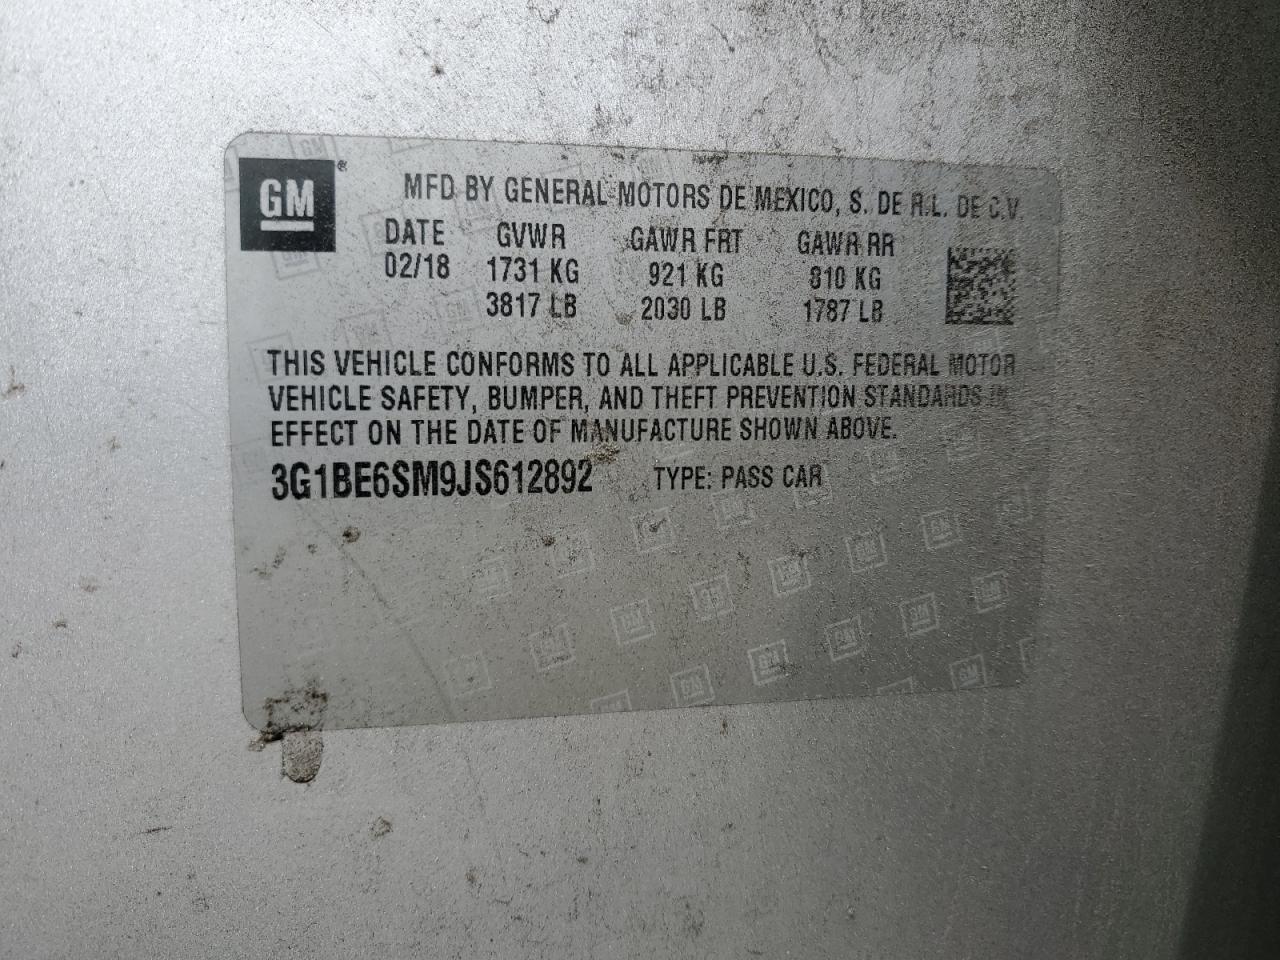 GM ®
MFD BY GENERAL MOTORS DE MEXICO, S. DE R.L. DE C.V.
DATE GVWR GAWR FRT GAWR RR
02/18 1731 KG 921 KG 810 KG
3817 LB 2030 LB 1787 LB
THIS VEHICLE CONFORMS TO ALL APPLICABLE U.S. FEDERAL MOTOR
VEHICLE SAFETY, BUMPER, AND THEFT PREVENTION STANDARDS IN
EFFECT ON THE DATE OF MANUFACTURE SHOWN ABOVE.
3G1BE6SM9JS612892 TYPE: PASS CAR